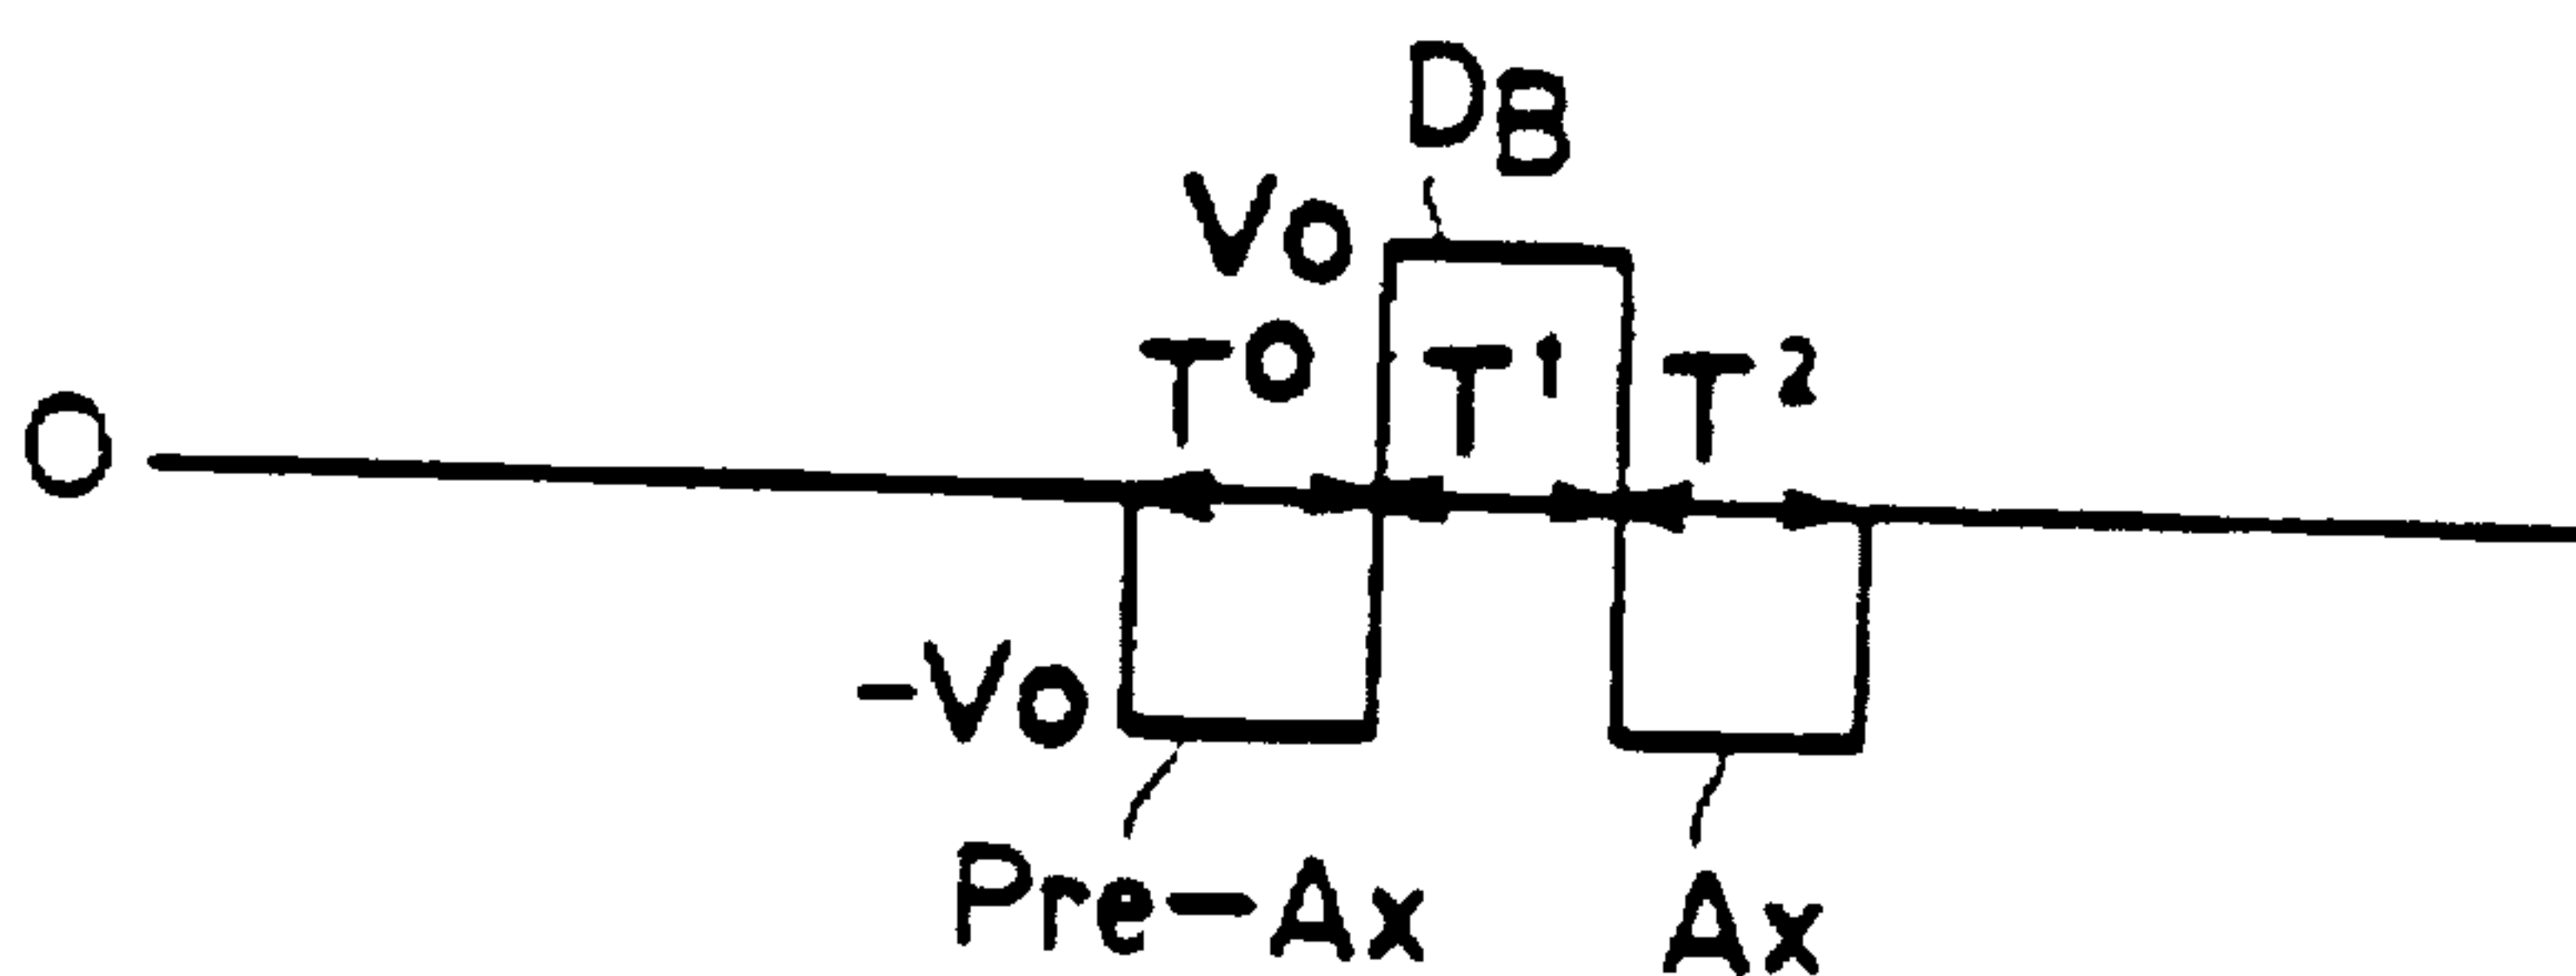 DB
Vo
T⁰ T¹ T²
O
-Vo
Pre-Ax Ax